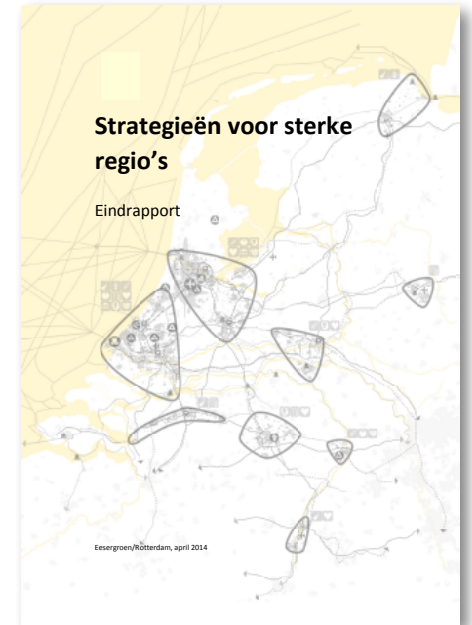 Strategieën voor sterke
regio’s
Eindrapport
Eesergroen/Rotterdam, april 2014